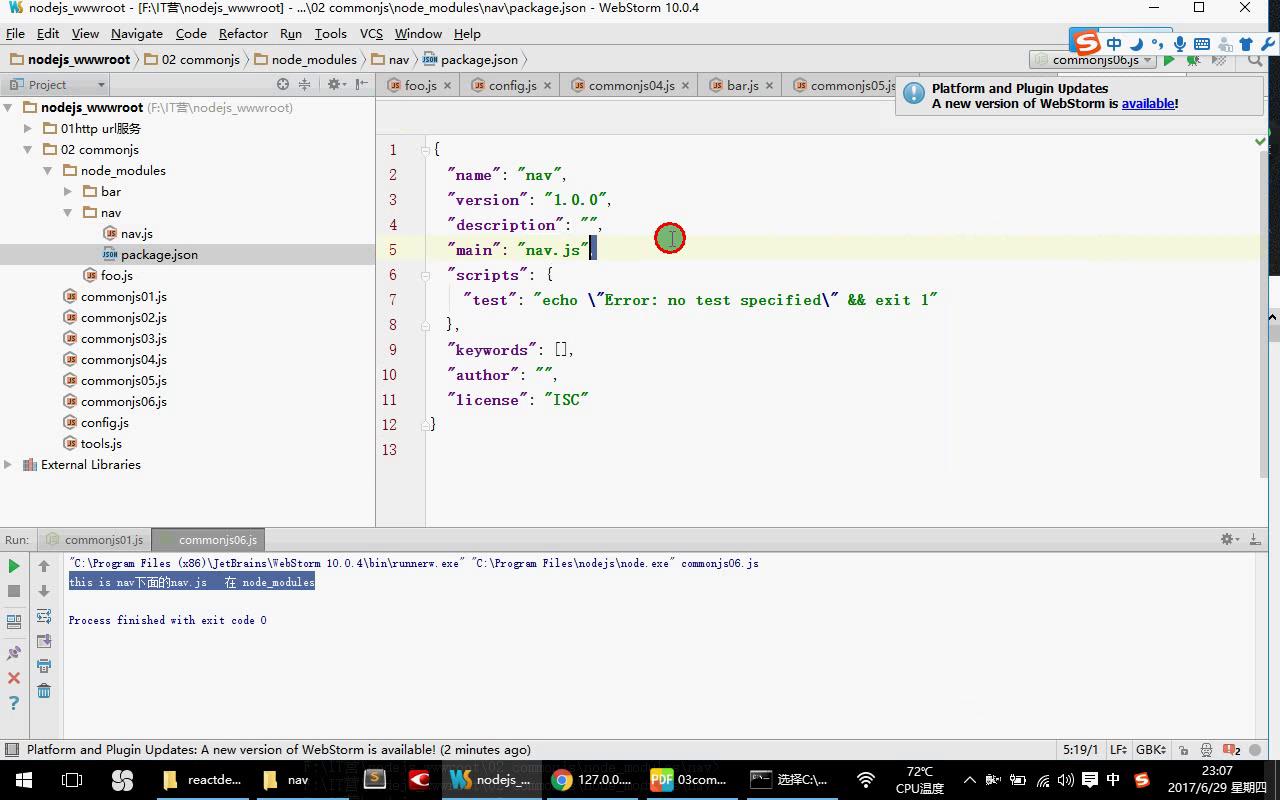 nodejs_wwwroot - [F:\IT营\nodejs_wwwroot] - ...\02 commonjs\node_modules\nav\package.json - WebStorm 10.0.4
File Edit View Navigate Code Refactor Run Tools VCS Window Help
nodejs_wwwroot 02 commonjs node_modules nav package.json
commonjs06.js
中
Project
foo.js config.js commonjs04.js bar.js commonjs05.js
Platform and Plugin Updates
A new version of WebStorm is available!
nodejs_wwwroot (F:\IT营\nodejs_wwwroot)
01http url服务
02 commonjs
node_modules
bar
nav
nav.js
package.json
foo.js
commonjs01.js
commonjs02.js
commonjs03.js
commonjs04.js
commonjs05.js
commonjs06.js
config.js
tools.js
External Libraries
1 {
2 "name": "nav",
3 "version": "1.0.0",
4 "description": "",
5 "main": "nav.js",
6 "scripts": {
7 "test": "echo \"Error: no test specified\" && exit 1"
8 },
9 "keywords": [],
10 "author": "",
11 "license": "ISC"
12 }
13
Run: commonjs01.js commonjs06.js
"C:\Program Files (x86)\JetBrains\WebStorm 10.0.4\bin\runnerw.exe" "C:\Program Files\nodejs\node.exe" commonjs06.js
this is nav下面的nav.js 在 node_modules
Process finished with exit code 0
Platform and Plugin Updates: A new version of WebStorm is available! (2 minutes ago)
5:19/1 LF GBK 2
reactde... nav nodejs_... 127.0.0.... PDF 03com... 选择C:\...
72℃
CPU温度
中
23:07
2017/6/29 星期四